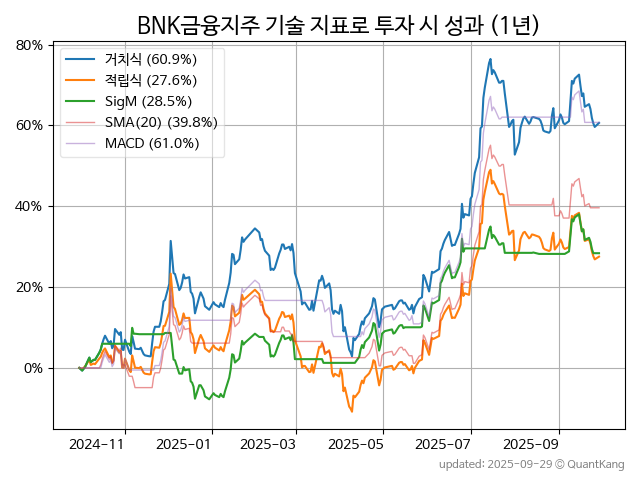 BNK금융지주 기술 지표로 투자 시 성과 (1년)
80%
60%
40%
20%
0%
거치식 (60.9%)
적립식 (27.6%)
SigM (28.5%)
SMA(20) (39.8%)
MACD (61.0%)
2024-11 2025-01 2025-03 2025-05 2025-07 2025-09
updated: 2025-09-29 © QuantKang